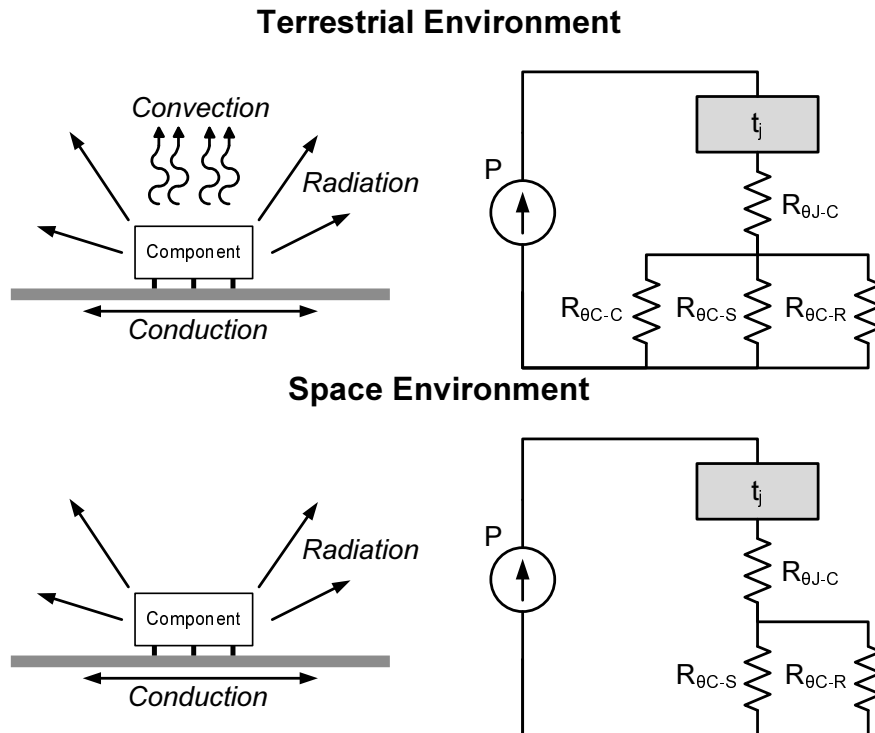 Terrestrial Environment
Convection
Radiation
Component
Conduction
P
tj
RθJ-C
RθC-C
RθC-S
RθC-R
Space Environment
Radiation
Component
Conduction
P
tj
RθJ-C
RθC-S
RθC-R